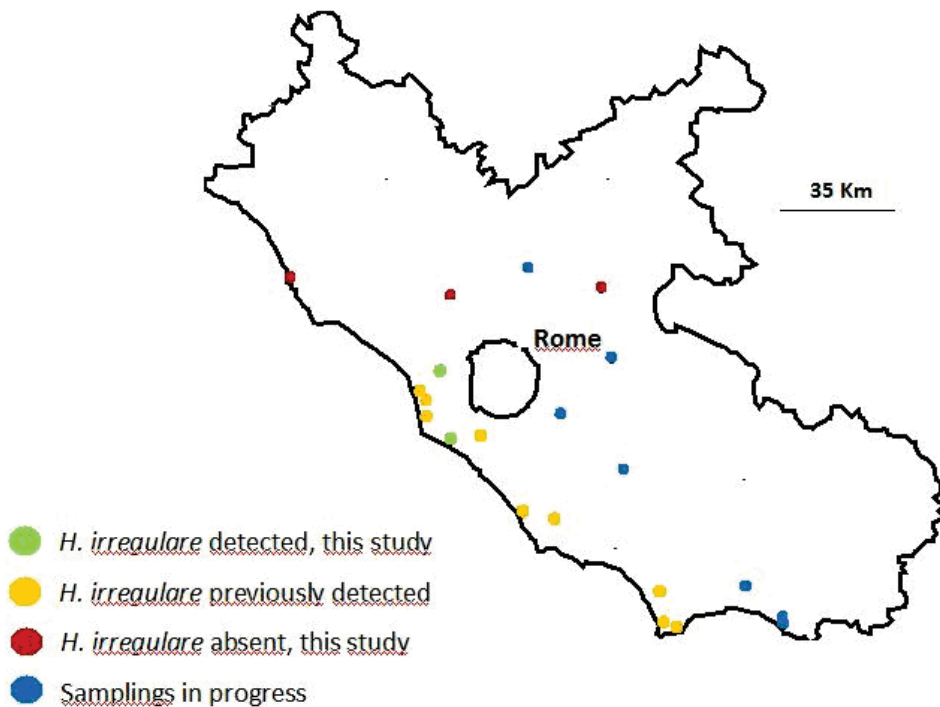 35 Km
Rome
H. irregulare detected, this study
H. irregulare previously detected
H. irregulare absent, this study
Samplings in progress